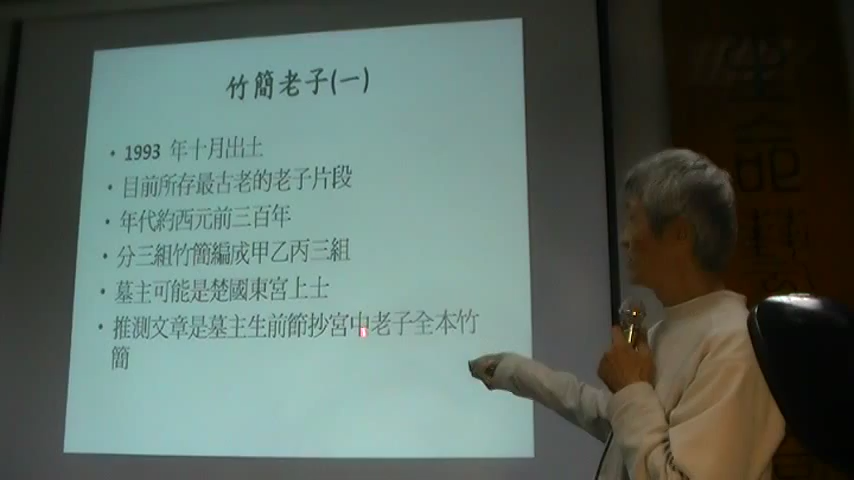 竹簡老子(一)
• 1993 年十月出土
• 目前所存最古老的老子片段
• 年代約西元前三百年
• 分三組竹簡編成甲乙丙三組
• 墓主可能是楚國東宮上士
• 推測文章是墓主生前節抄宮中老子全本竹
簡
命